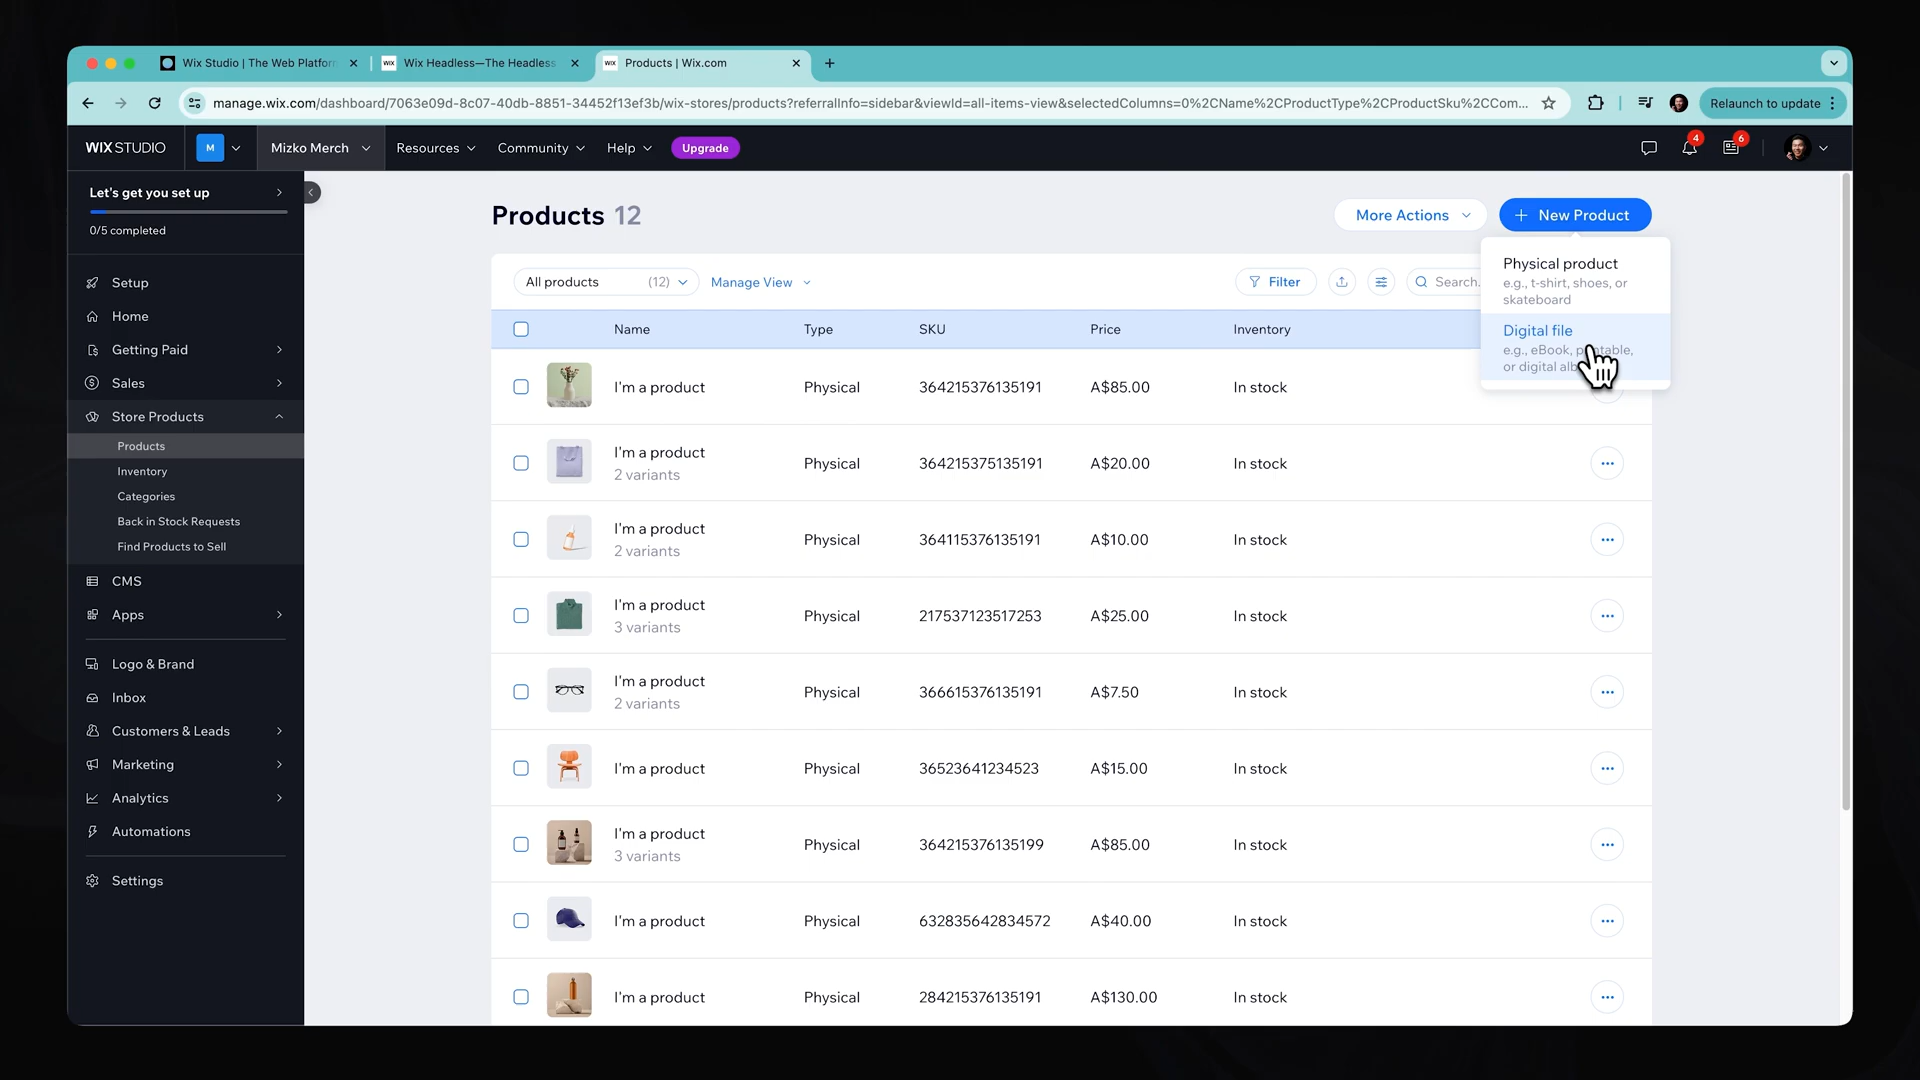 Wix Studio | The Web Platforn
WIX
Wix Headless—The Headless
WIX
Products | Wix.com
manage.wix.com/dashboard/7063e09d-8c07-40db-8851-34452f13ef3b/wix-stores/products?referralInfo=sidebar&viewId=all-items-view&selectedColumns=0%2CName%2CProductType%2CProductSku%2CCom...
Relaunch to update
WIX STUDIO
M
Mizko Merch
Resources
Community
Help
Upgrade
4
6
Let's get you set up
0/5 completed
Setup
Home
Getting Paid
Sales
Store Products
Products
Inventory
Categories
Back in Stock Requests
Find Products to Sell
CMS
Apps
Logo & Brand
Inbox
Customers & Leads
Marketing
Analytics
Automations
Settings
Products 12
More Actions
+ New Product
Physical product
e.g., t-shirt, shoes, or
skateboard
Digital file
e.g., eBook, printable,
or digital alb
All products (12)
Manage View
Filter
Search.
Name Type SKU Price Inventory
I'm a product Physical 364215376135191 A$85.00 In stock
I'm a product
2 variants
Physical 364215375135191 A$20.00 In stock
I'm a product
2 variants
Physical 364115376135191 A$10.00 In stock
I'm a product
3 variants
Physical 217537123517253 A$25.00 In stock
I'm a product
2 variants
Physical 366615376135191 A$7.50 In stock
I'm a product Physical 36523641234523 A$15.00 In stock
I'm a product
3 variants
Physical 364215376135199 A$85.00 In stock
I'm a product Physical 632835642834572 A$40.00 In stock
I'm a product Physical 284215376135191 A$130.00 In stock